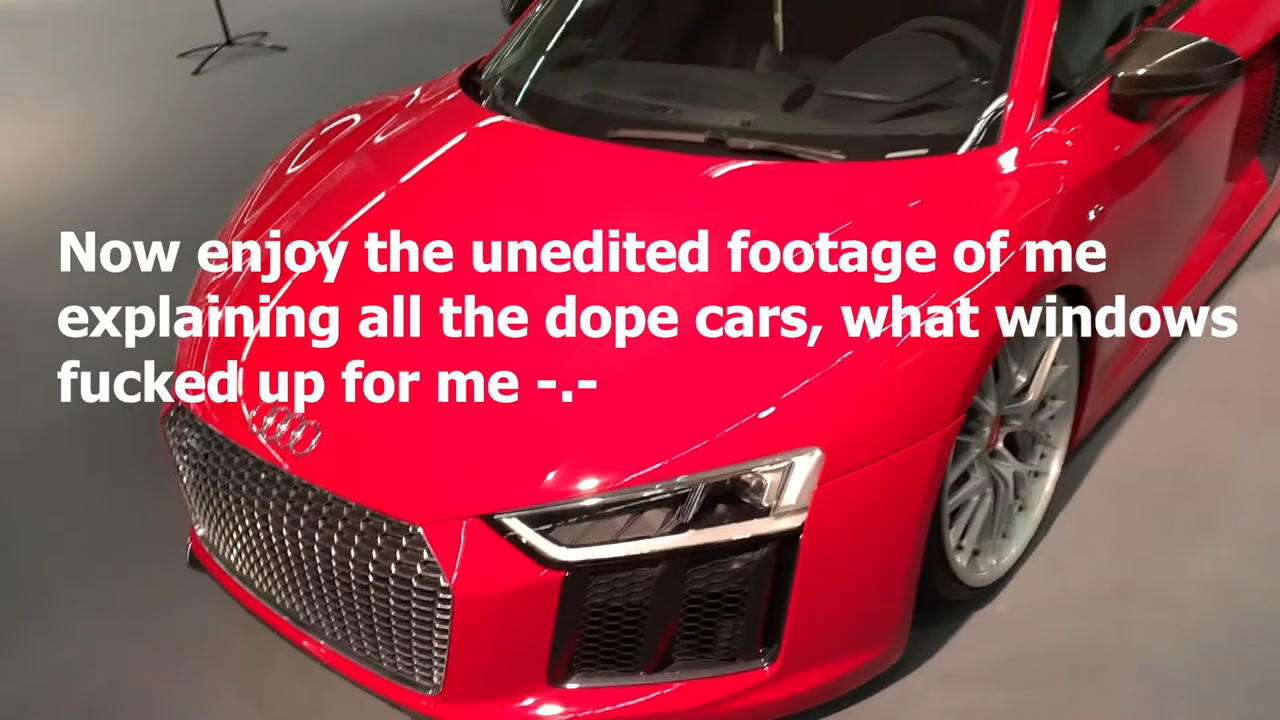 Now enjoy the unedited footage of me
explaining all the dope cars, what windows
fucked up for me -.-